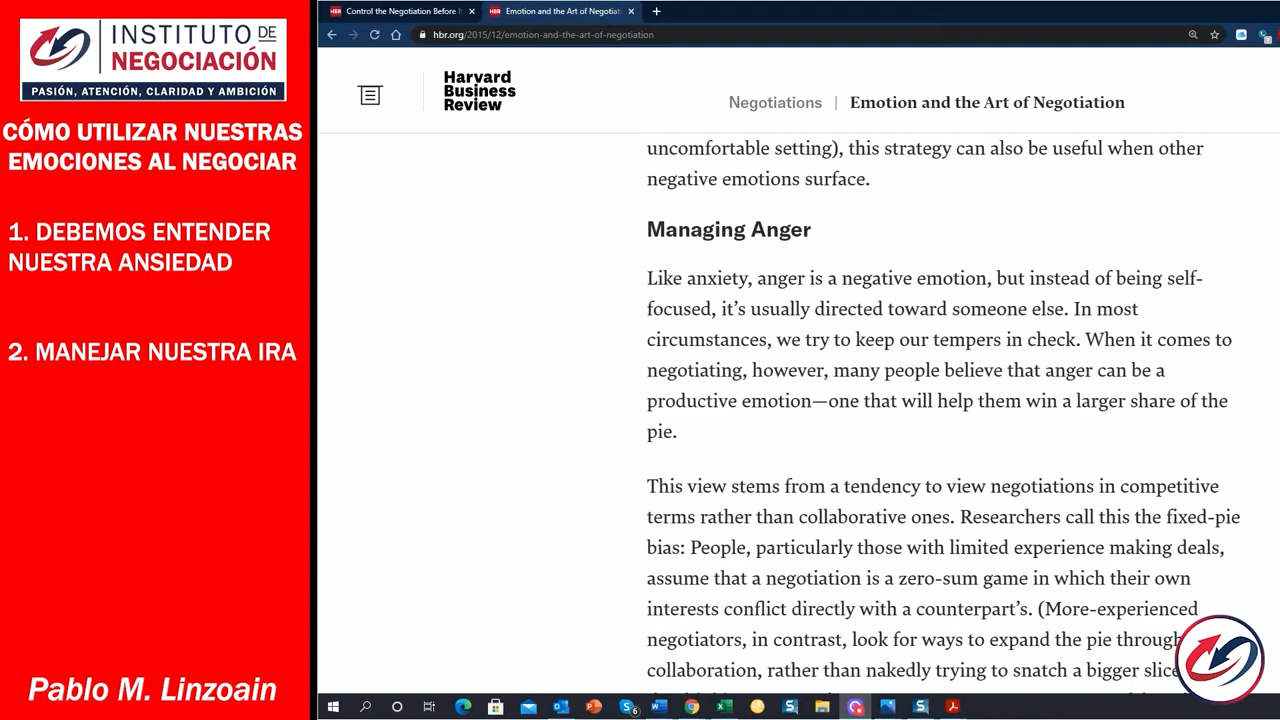 INSTITUTO DE
NEGOCIACIÓN
PASIÓN, ATENCIÓN, CLARIDAD Y AMBICIÓN
CÓMO UTILIZAR NUESTRAS
EMOCIONES AL NEGOCIAR
1. DEBEMOS ENTENDER
NUESTRA ANSIEDAD
2. MANEJAR NUESTRA IRA
Pablo M. Linzoain
HBR Control the Negotiation Before I
HBR Emotion and the Art of Negotiati
hbr.org/2015/12/emotion-and-the-art-of-negotiation
Harvard
Business
Review
Negotiations | Emotion and the Art of Negotiation
uncomfortable setting), this strategy can also be useful when other
negative emotions surface.
Managing Anger
Like anxiety, anger is a negative emotion, but instead of being self-
focused, it’s usually directed toward someone else. In most
circumstances, we try to keep our tempers in check. When it comes to
negotiating, however, many people believe that anger can be a
productive emotion—one that will help them win a larger share of the
pie.
This view stems from a tendency to view negotiations in competitive
terms rather than collaborative ones. Researchers call this the fixed-pie
bias: People, particularly those with limited experience making deals,
assume that a negotiation is a zero-sum game in which their own
interests conflict directly with a counterpart’s. (More-experienced
negotiators, in contrast, look for ways to expand the pie through
collaboration, rather than nakedly trying to snatch a bigger slice